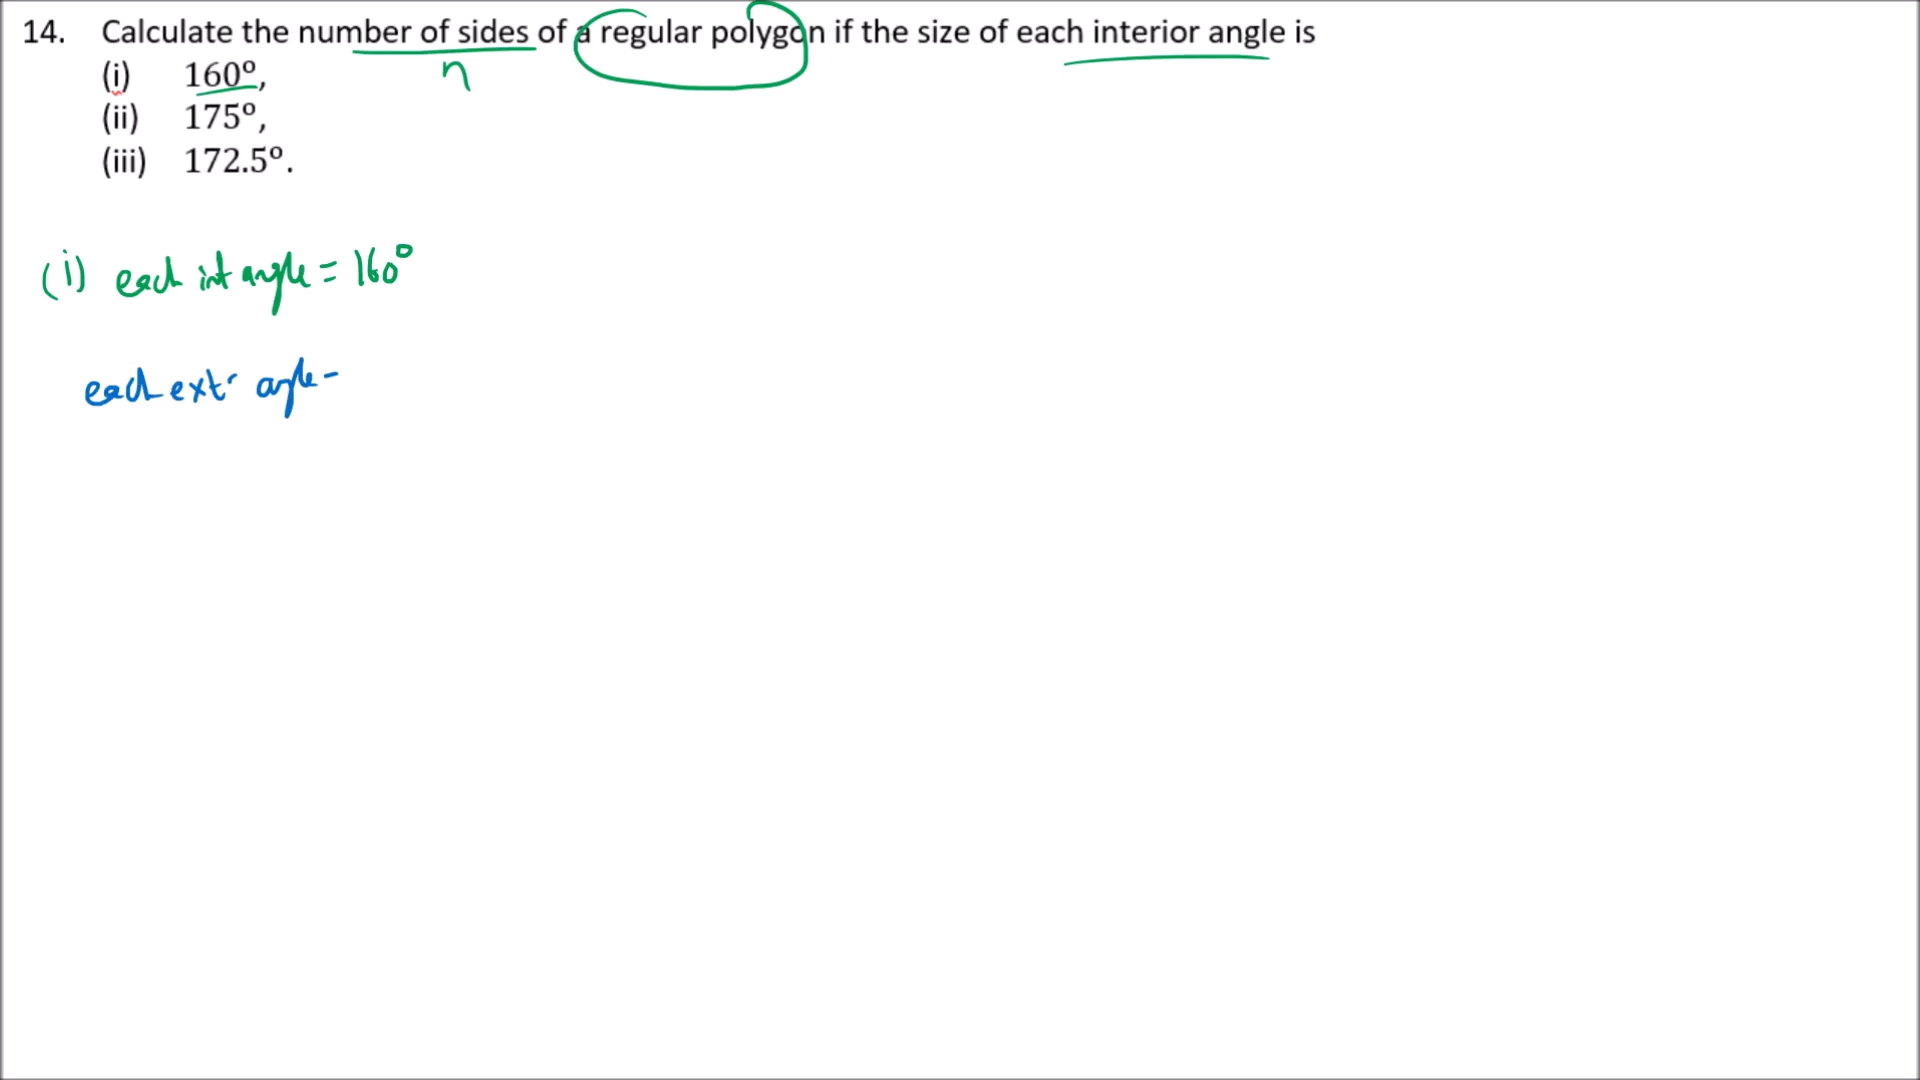 14. Calculate the number of sides of a regular polygon if the size of each interior angle is
n
(i) 160°,
(ii) 175°,
(iii) 172.5°.
(i) each int angle = 160°
each ext. angle -